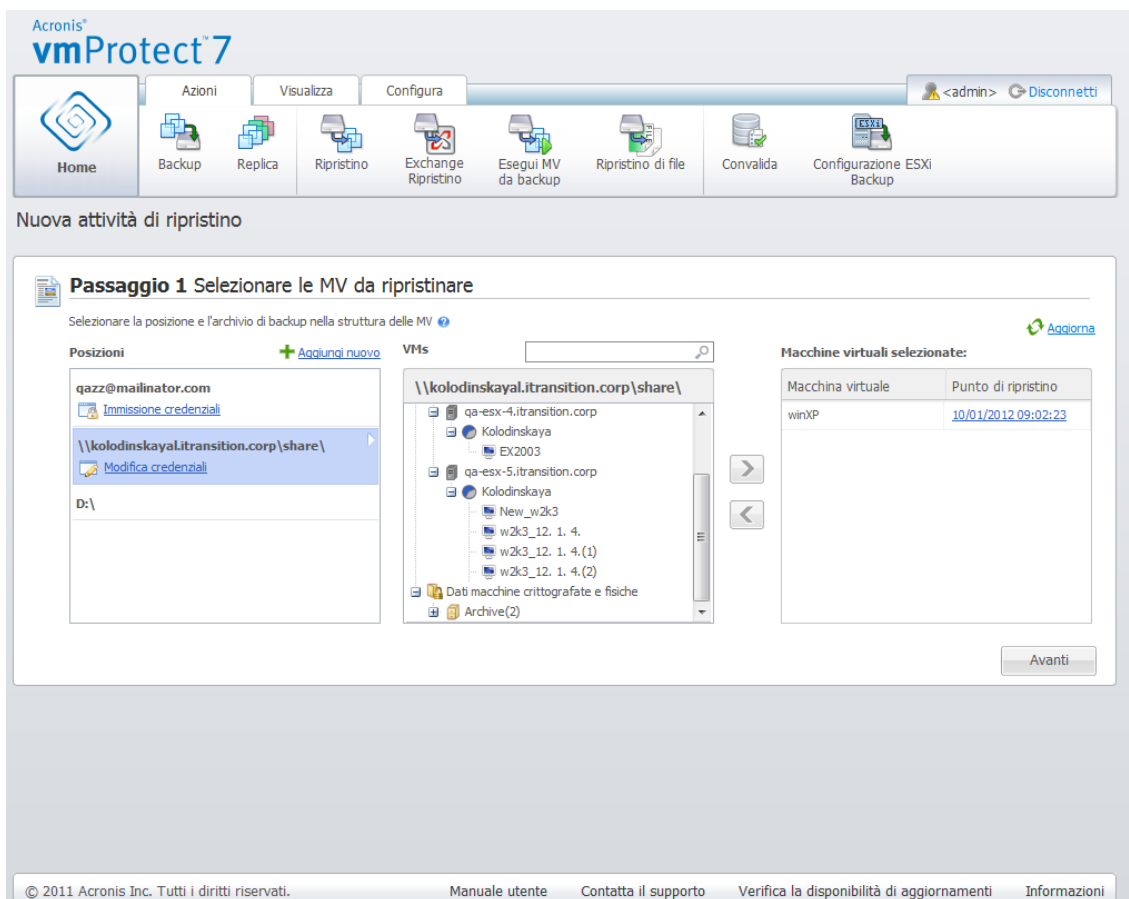 Acronis®
vmProtect™ 7
Azioni Visualizza Configura
<admin> Disconnetti
Home
Backup
Replica
Ripristino
Exchange Ripristino
Esegui MV da backup
Ripristino di file
Convalida
Configurazione ESXi Backup
Nuova attività di ripristino
Passaggio 1 Selezionare le MV da ripristinare
Selezionare la posizione e l'archivio di backup nella struttura delle MV
Aggiorna
Posizioni
Aggiungi nuovo
qazz@mailinator.com
Immissione credenziali
\\kolodinskayal.itransition.corp\share\
Modifica credenziali
D:\
VMs
\\kolodinskayal.itransition.corp\share\
qa-esx-4.itransition.corp
Kolodinskaya
EX2003
qa-esx-5.itransition.corp
Kolodinskaya
New_w2k3
w2k3_12. 1. 4.
w2k3_12. 1. 4.(1)
w2k3_12. 1. 4.(2)
Dati macchine crittografate e fisiche
Archive(2)
Macchine virtuali selezionate:
Macchina virtuale Punto di ripristino
winXP 10/01/2012 09:02:23
Avanti
© 2011 Acronis Inc. Tutti i diritti riservati. Manuale utente Contatta il supporto Verifica la disponibilità di aggiornamenti Informazioni